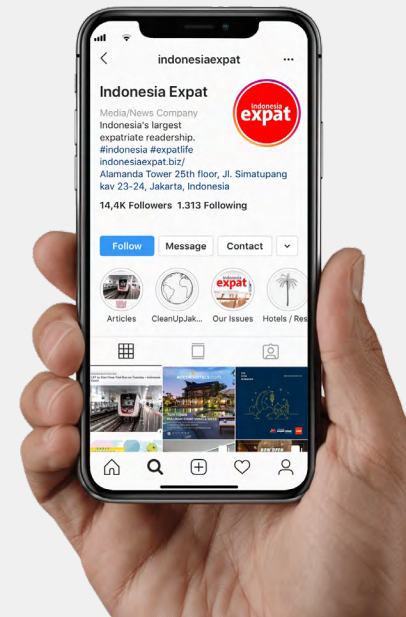 indonesiaexpat
Indonesia Expat
Indonesia
expat
Media/News Company
Indonesia's largest
expatriate readership.
#indonesia #expatlife
indonesiaexpat.biz/
Alamanda Tower 25th floor, Jl. Simatupang
kav 23-24, Jakarta, Indonesia
14,4K Followers 1.313 Following
Follow Message Contact
expat
Articles CleanUpJak... Our Issues Hotels / Res